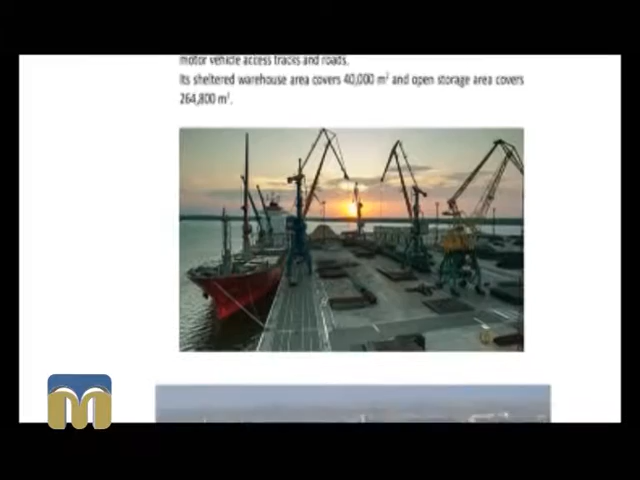 motor vehicle access tracks and roads.
Its sheltered warehouse area covers 40,000 m² and open storage area covers
264,800 m².